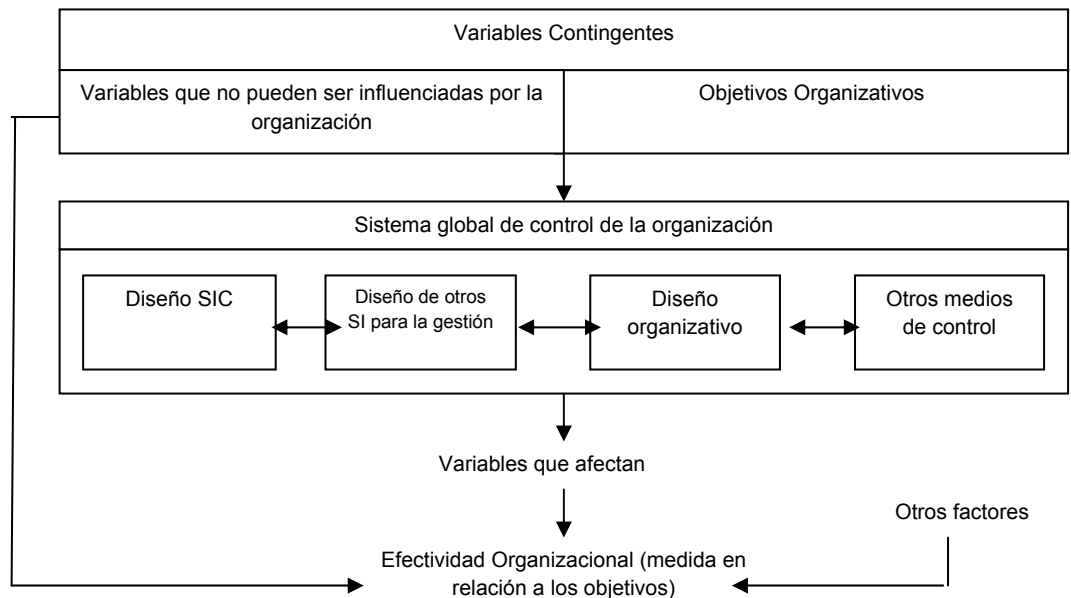 Variables Contingentes
Variables que no pueden ser influenciadas por la
organización
Objetivos Organizativos
Sistema global de control de la organización
Diseño SIC
Diseño de otros
SI para la gestión
Diseño
organizativo
Otros medios
de control
Variables que afectan
Otros factores
Efectividad Organizacional (medida en
relación a los objetivos)